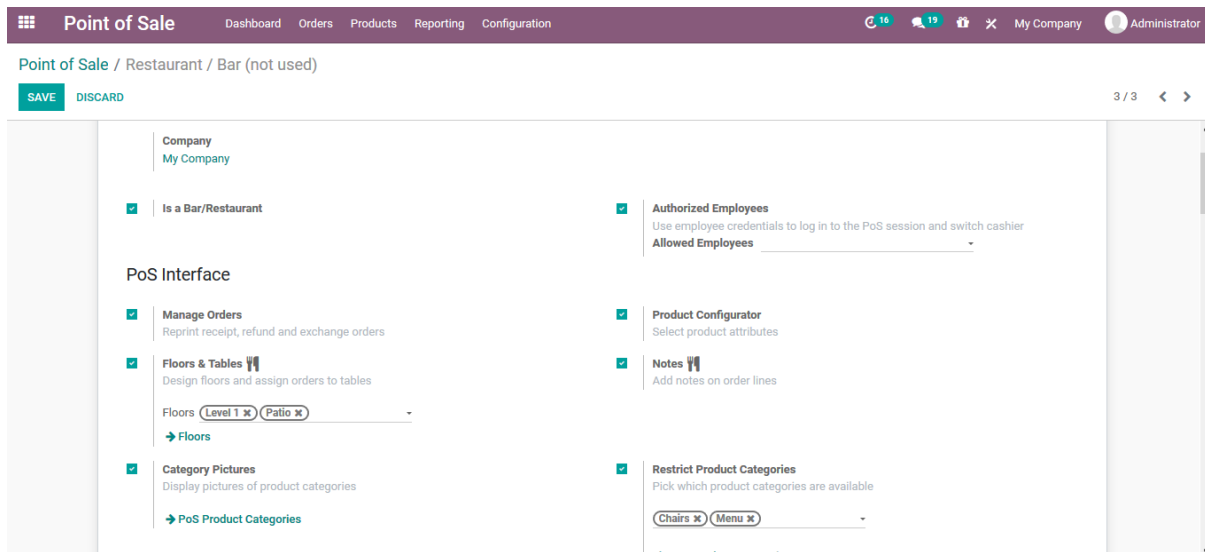 Point of Sale Dashboard Orders Products Reporting Configuration 16 19 My Company Administrator
Point of Sale / Restaurant / Bar (not used)
SAVE DISCARD 3 / 3
Company
My Company
Is a Bar/Restaurant
Authorized Employees
Use employee credentials to log in to the PoS session and switch cashier
Allowed Employees
PoS Interface
Manage Orders
Reprint receipt, refund and exchange orders
Product Configurator
Select product attributes
Floors & Tables
Design floors and assign orders to tables
Floors Level 1 Patio
Floors
Notes
Add notes on order lines
Category Pictures
Display pictures of product categories
PoS Product Categories
Restrict Product Categories
Pick which product categories are available
Chairs Menu